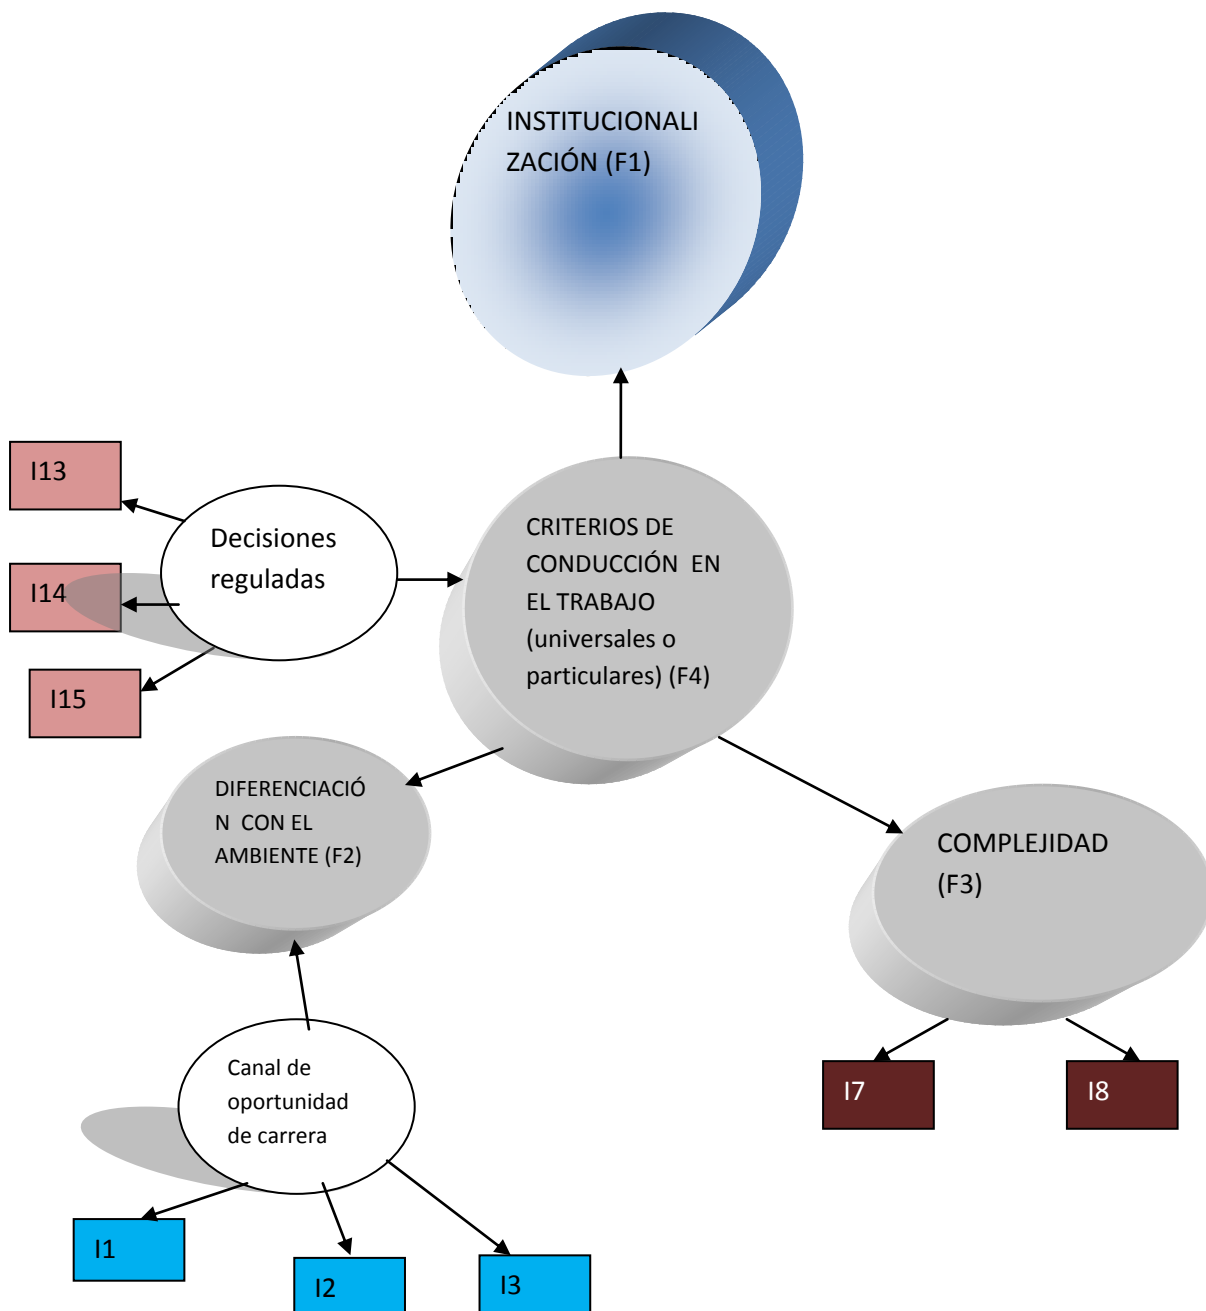 INSTITUCIONALI
ZACIÓN (F1)
I13
Decisiones
reguladas
I14
I15
CRITERIOS DE
CONDUCCIÓN EN
EL TRABAJO
(universales o
particulares) (F4)
DIFERENCIACIÓ
N CON EL
AMBIENTE (F2)
COMPLEJIDAD
(F3)
Canal de
oportunidad
de carrera
I7
I8
I1
I2
I3